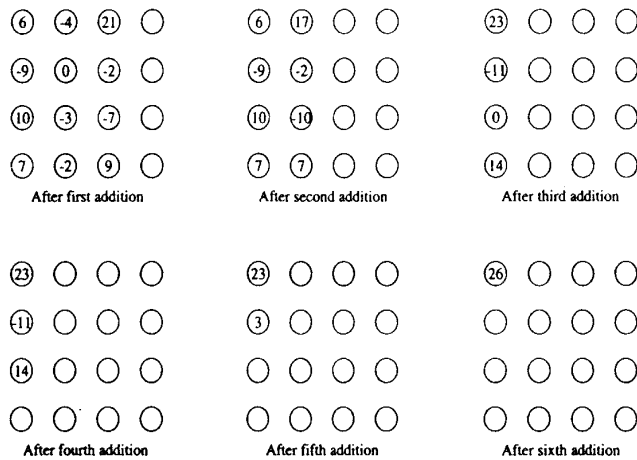 6 -4 21
-9 0 -2
10 -3 -7
7 -2 9
After first addition
6 17
-9 -2
10 -10
7 7
After second addition
23
-11
0
14
After third addition
23
-11
14
After fourth addition
23
3
After fifth addition
26
After sixth addition